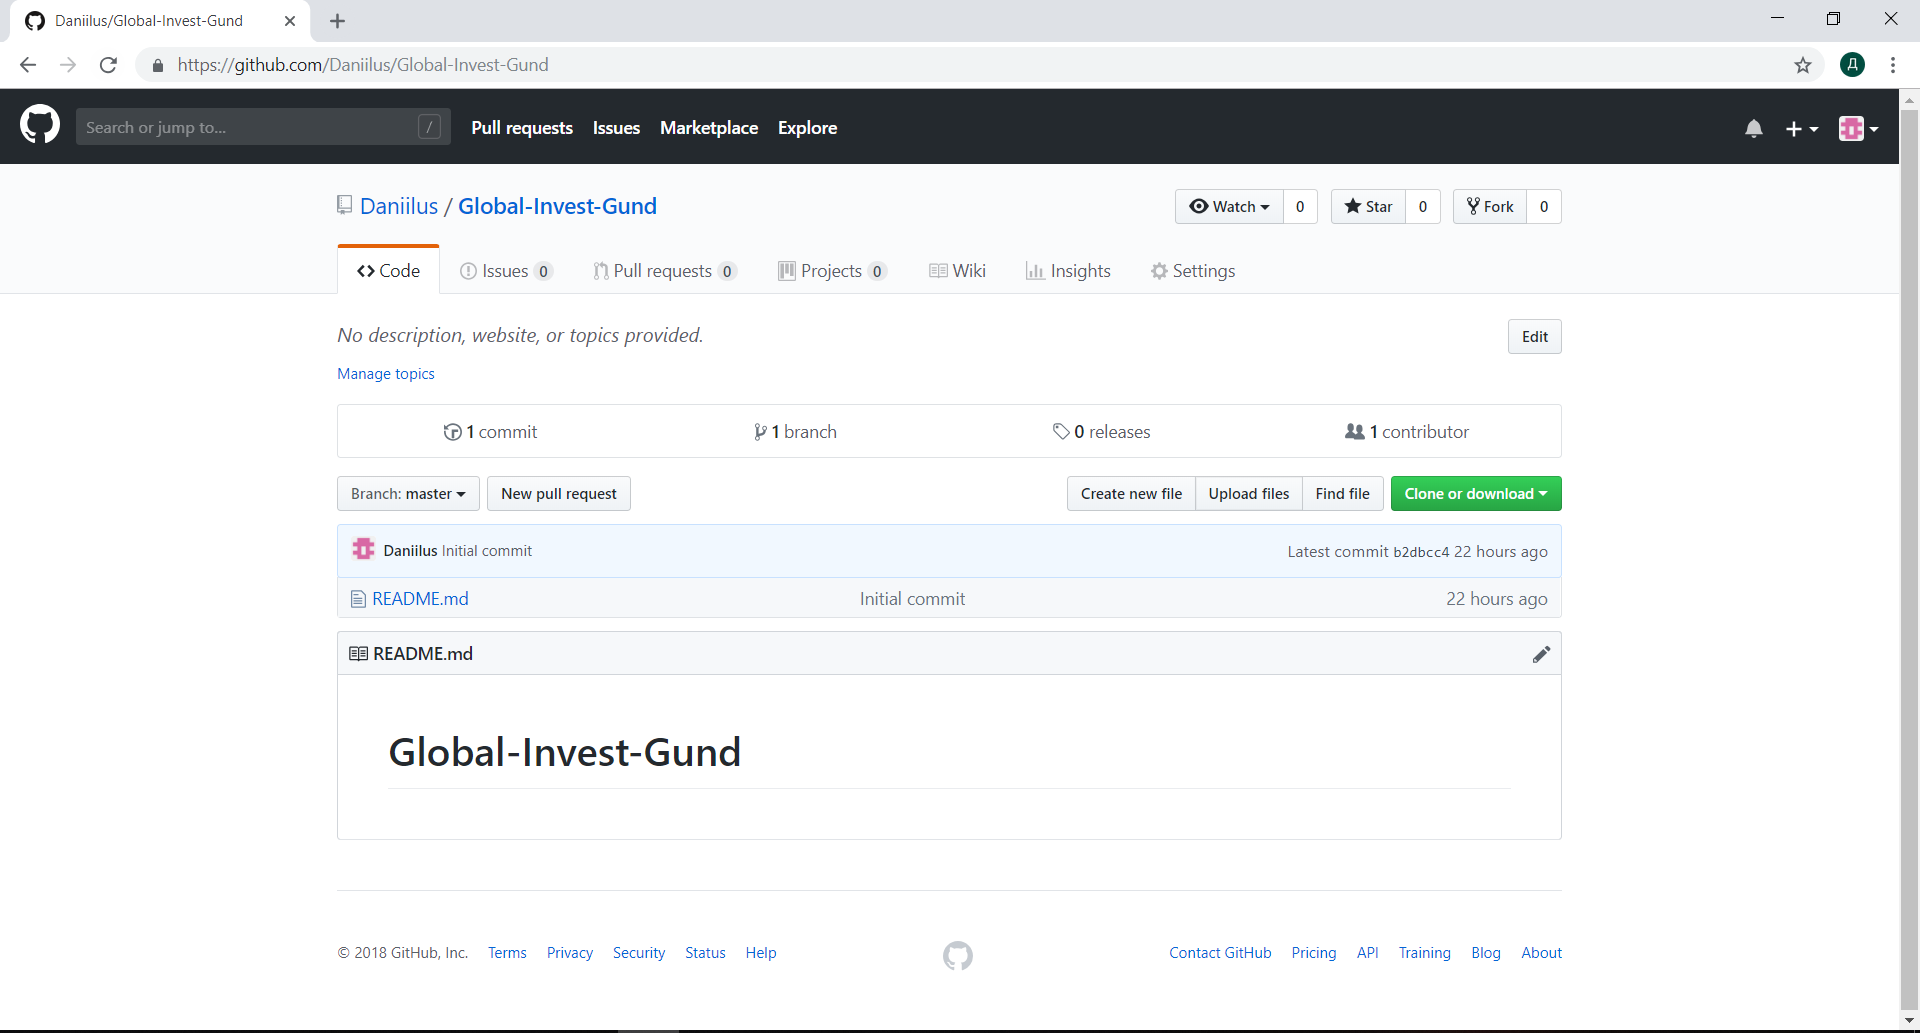 Daniilus/Global-Invest-Gund
https://github.com/Daniilus/Global-Invest-Gund
Д
Search or jump to... /
Pull requests Issues Marketplace Explore
Daniilus / Global-Invest-Gund
Watch 0 Star 0 Fork 0
Code Issues 0 Pull requests 0 Projects 0 Wiki Insights Settings
No description, website, or topics provided.
Edit
Manage topics
1 commit 1 branch 0 releases 1 contributor
Branch: master New pull request Create new file Upload files Find file Clone or download
Daniilus Initial commit Latest commit b2dbcc4 22 hours ago
README.md Initial commit 22 hours ago
README.md
Global-Invest-Gund
© 2018 GitHub, Inc. Terms Privacy Security Status Help Contact GitHub Pricing API Training Blog About